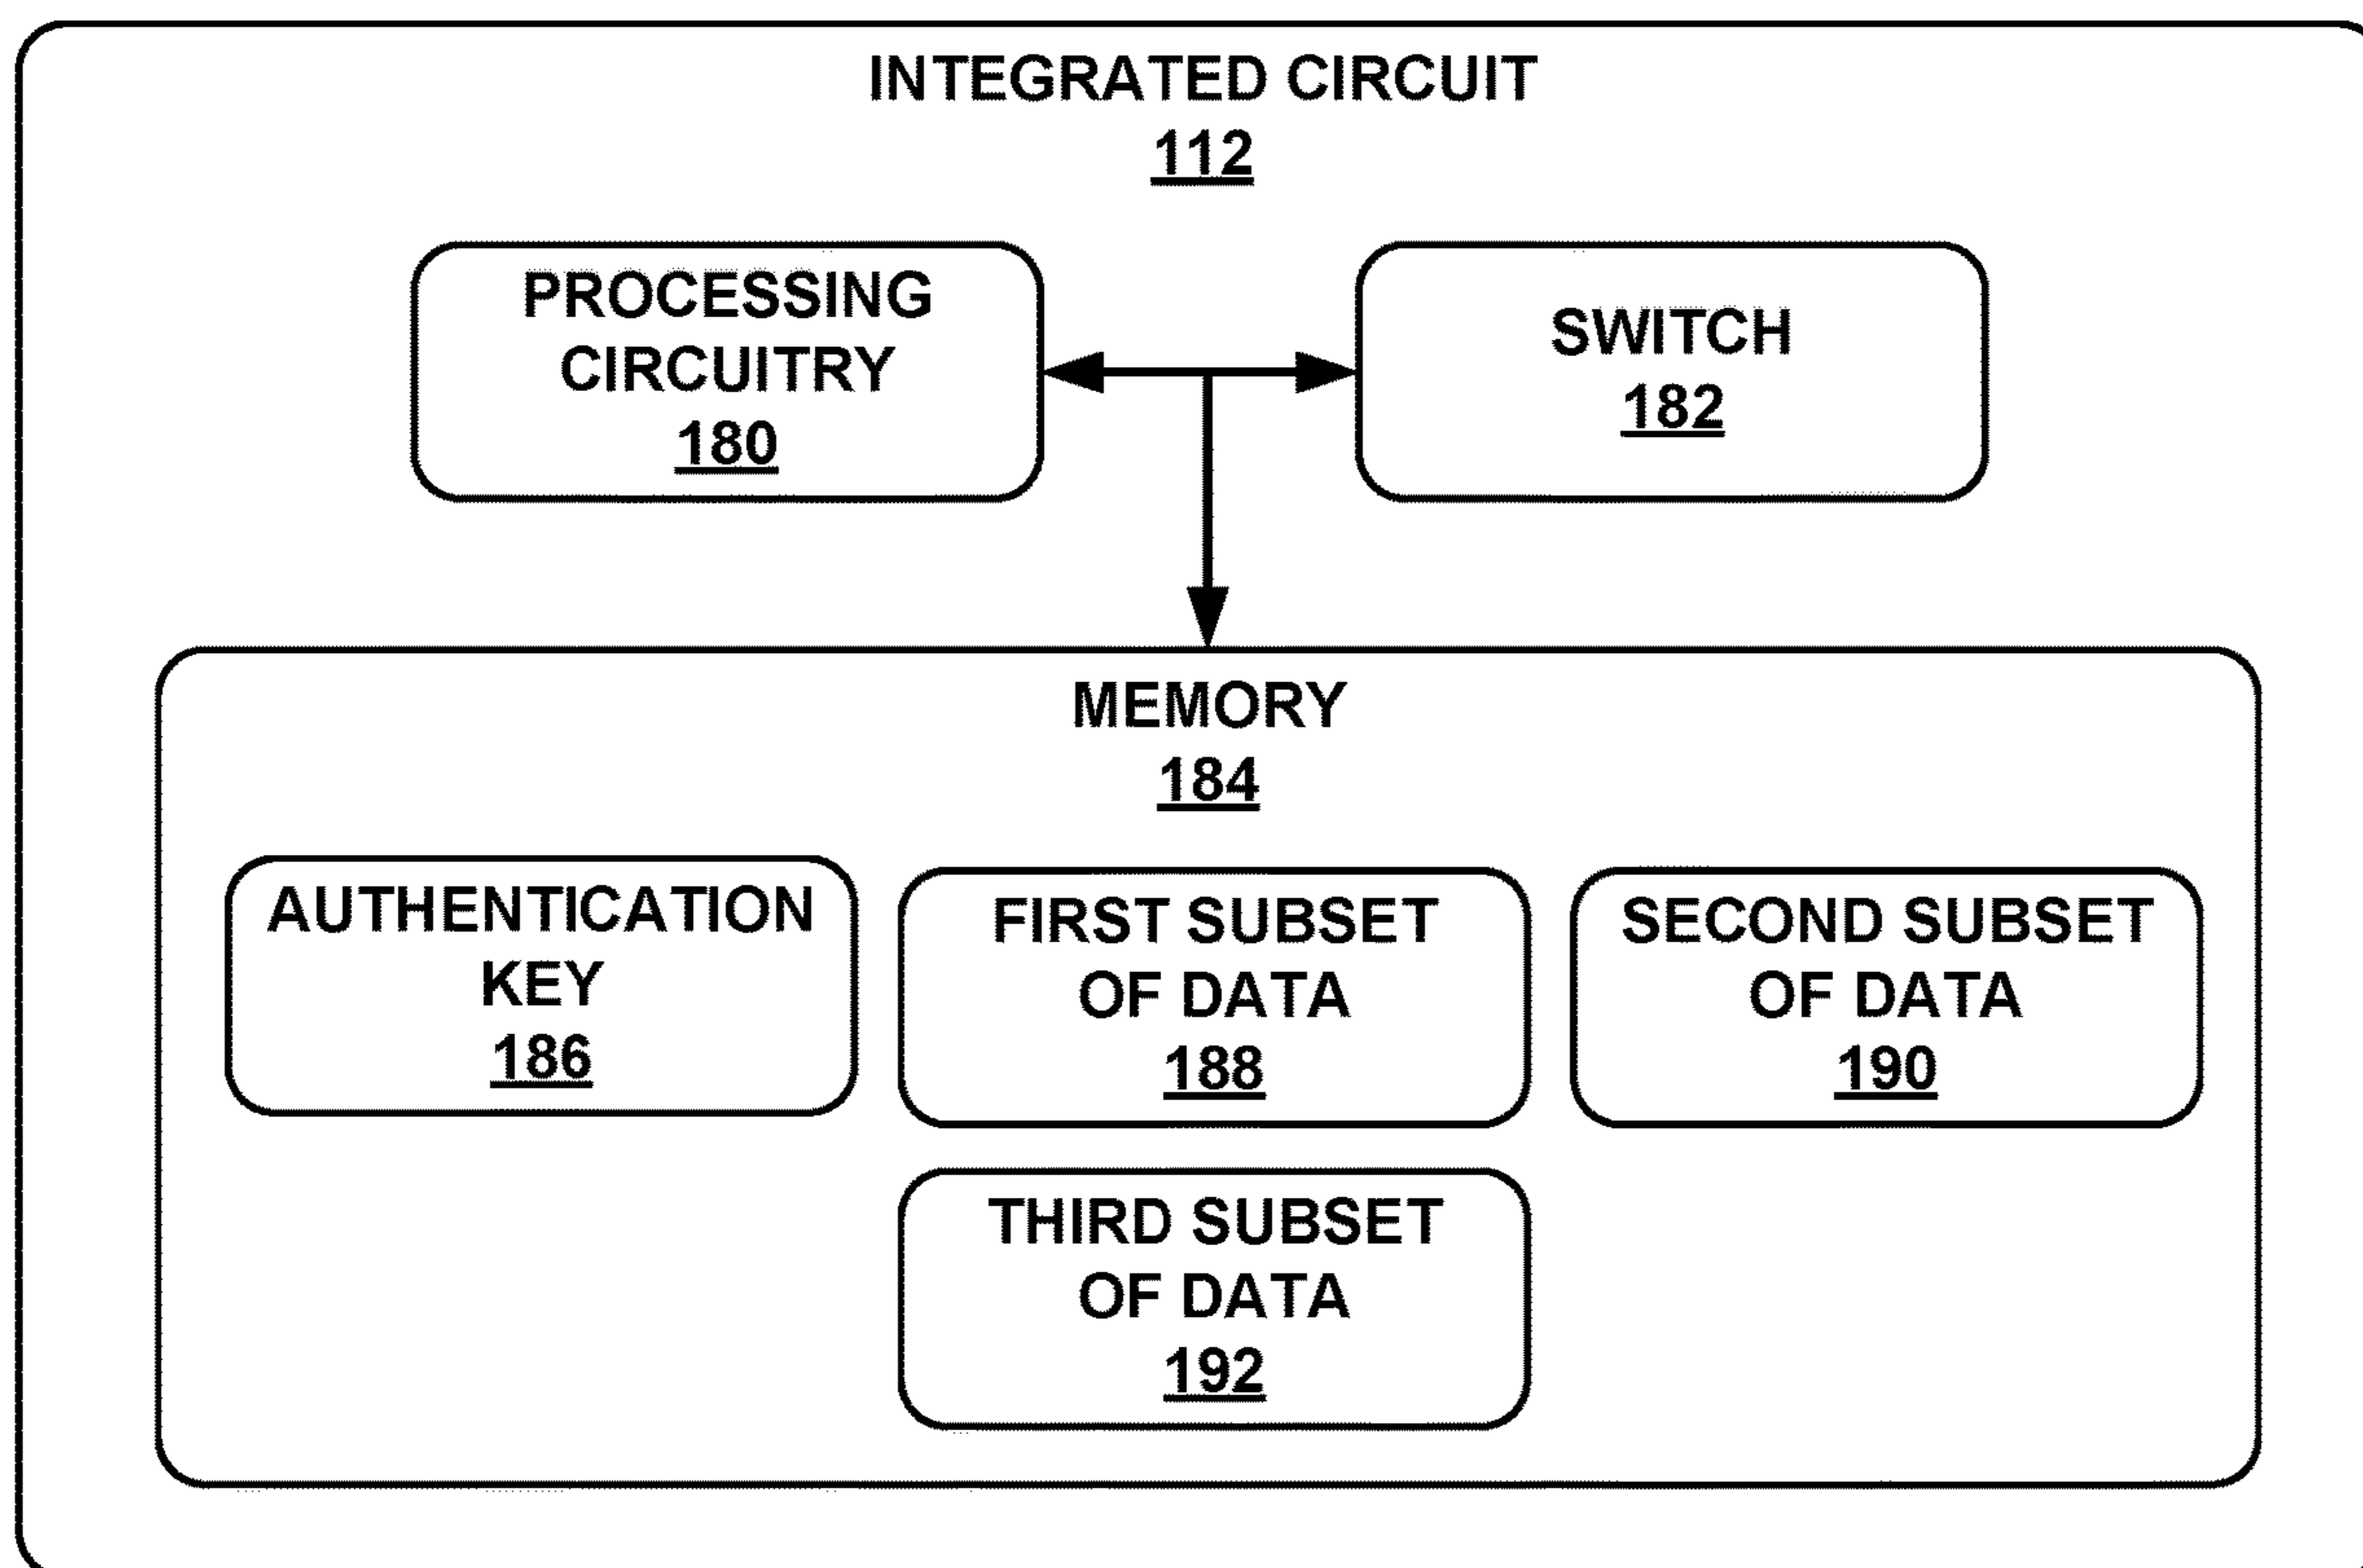 INTEGRATED CIRCUIT
112
PROCESSING
CIRCUITRY
180
SWITCH
182
MEMORY
184
AUTHENTICATION
KEY
186
FIRST SUBSET
OF DATA
188
SECOND SUBSET
OF DATA
190
THIRD SUBSET
OF DATA
192